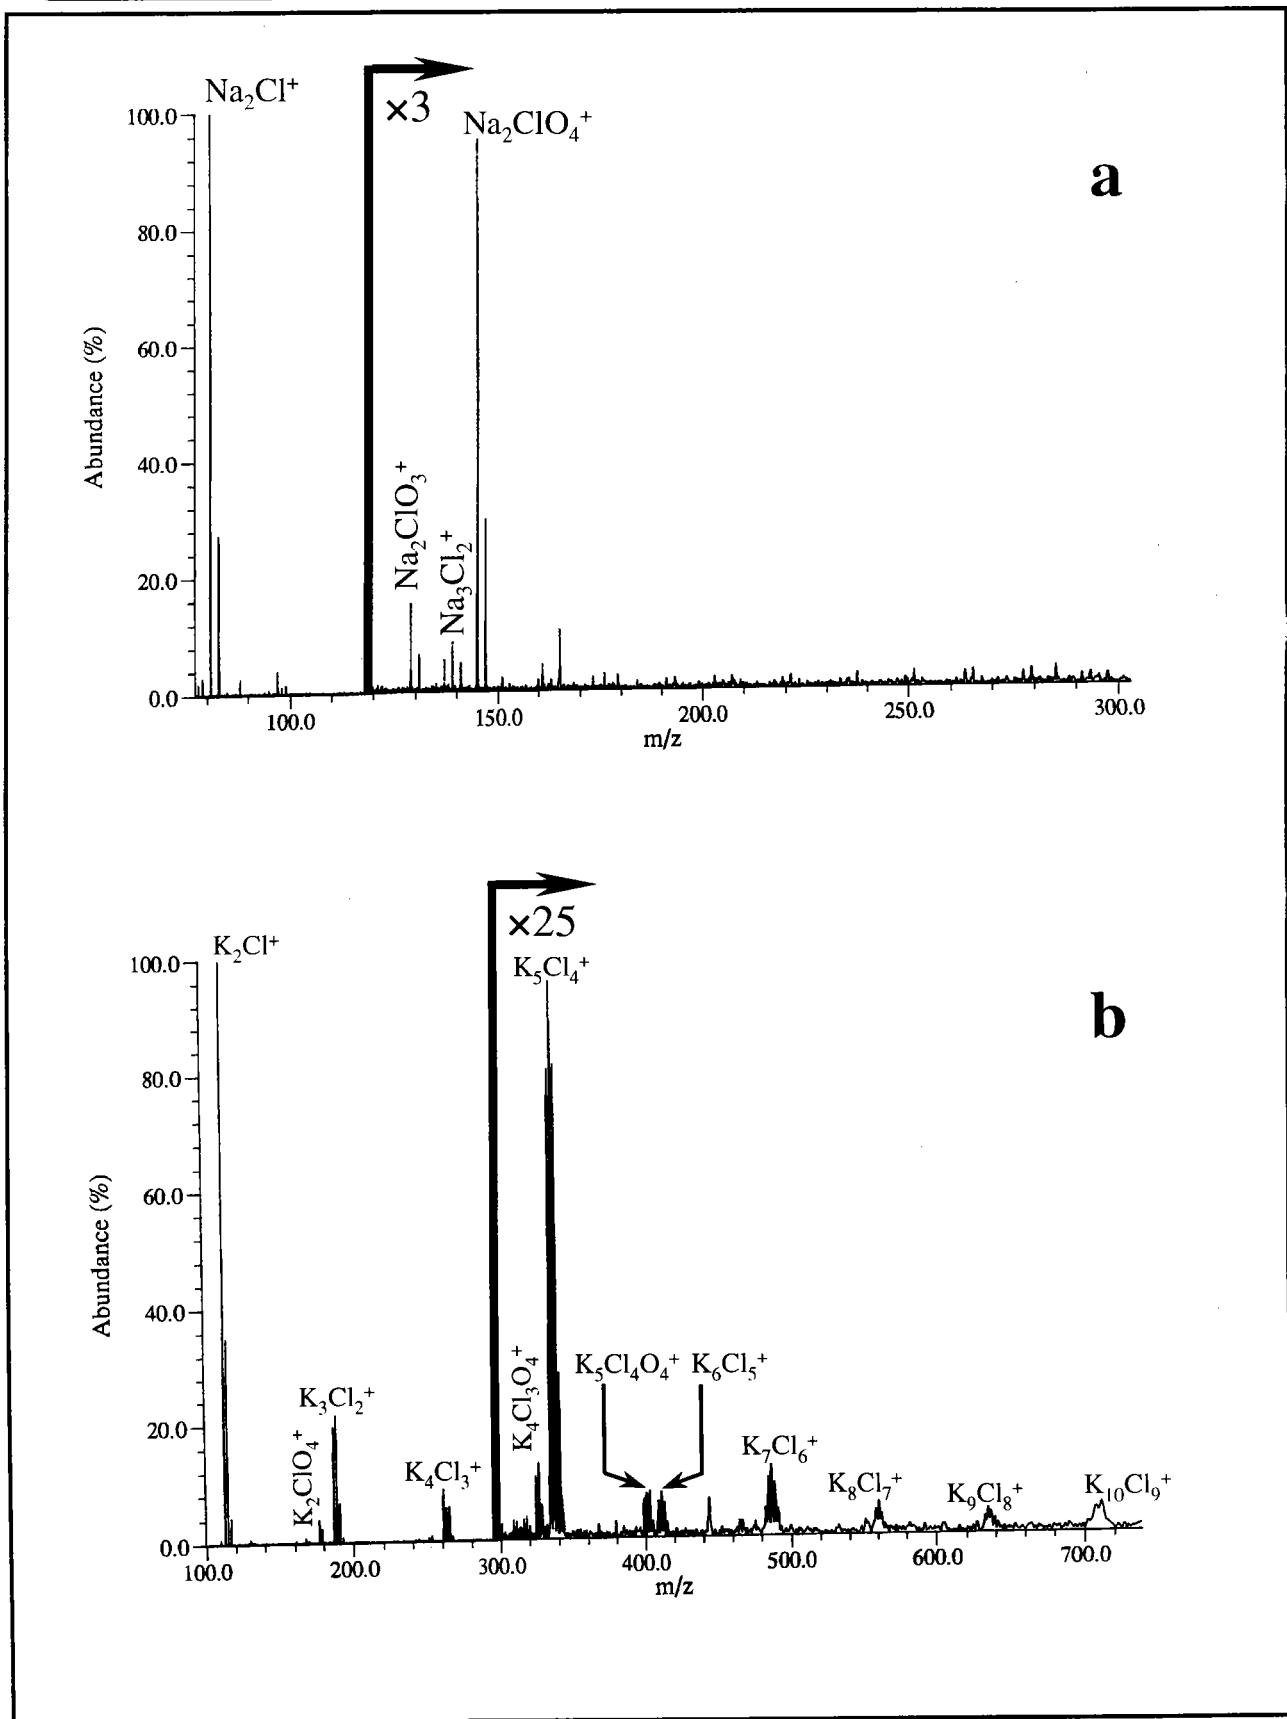 Na₂Cl⁺
×3
Na₂ClO₄⁺
a
100.0
80.0
60.0
40.0
20.0
0.0
Abundance (%)
Na₂ClO₃⁺
Na₃Cl₂⁺
100.0 150.0 200.0 250.0 300.0
m/z
×25
K₂Cl⁺
K₅Cl₄⁺
b
100.0
80.0
60.0
40.0
20.0
0.0
Abundance (%)
K₂ClO₄⁺
K₃Cl₂⁺
K₄Cl₃⁺
K₄Cl₃O₄⁺
K₅Cl₄O₄⁺ K₆Cl₅⁺
K₇Cl₆⁺
K₈Cl₇⁺
K₉Cl₈⁺
K₁₀Cl₉⁺
100.0 200.0 300.0 400.0 500.0 600.0 700.0
m/z